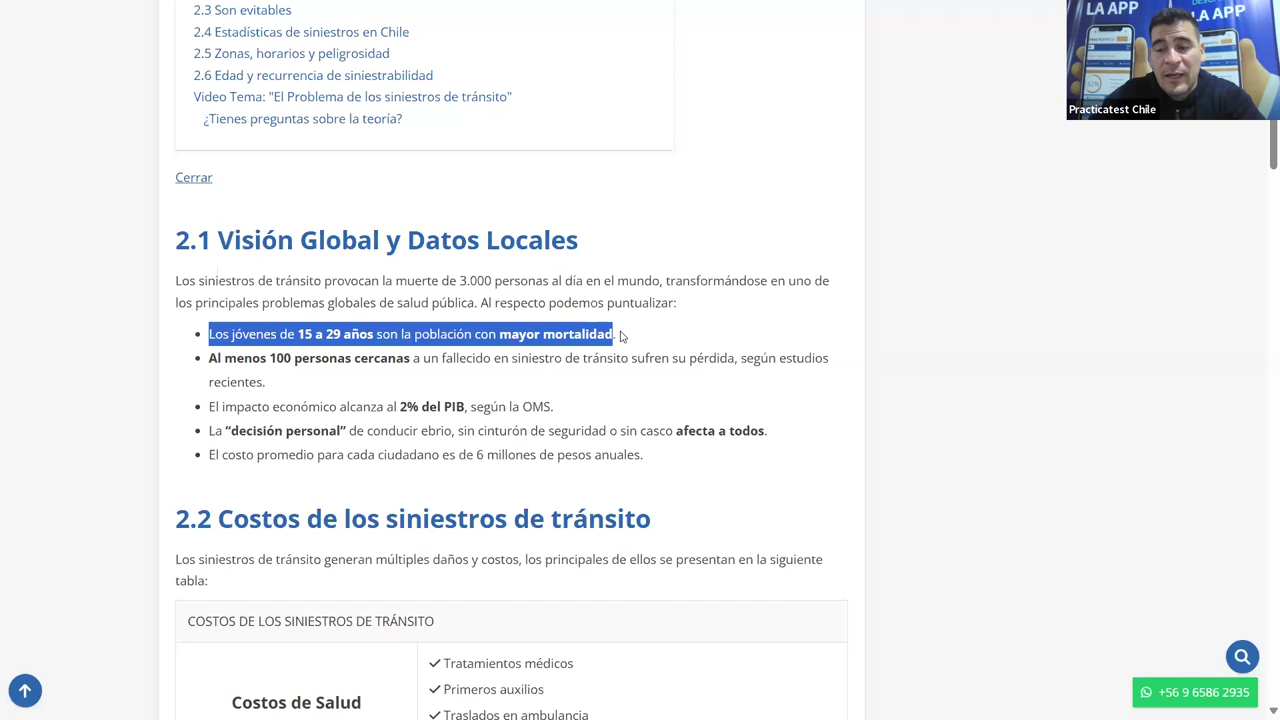 2.3 Son evitables
2.4 Estadísticas de siniestros en Chile
2.5 Zonas, horarios y peligrosidad
2.6 Edad y recurrencia de siniestrabilidad
Video Tema: "El Problema de los siniestros de tránsito"
¿Tienes preguntas sobre la teoría?
Cerrar
2.1 Visión Global y Datos Locales
Los siniestros de tránsito provocan la muerte de 3.000 personas al día en el mundo, transformándose en uno de
los principales problemas globales de salud pública. Al respecto podemos puntualizar:
Los jóvenes de 15 a 29 años son la población con mayor mortalidad.
Al menos 100 personas cercanas a un fallecido en siniestro de tránsito sufren su pérdida, según estudios
recientes.
El impacto económico alcanza al 2% del PIB, según la OMS.
La “decisión personal” de conducir ebrio, sin cinturón de seguridad o sin casco afecta a todos.
El costo promedio para cada ciudadano es de 6 millones de pesos anuales.
2.2 Costos de los siniestros de tránsito
Los siniestros de tránsito generan múltiples daños y costos, los principales de ellos se presentan en la siguiente
tabla:
COSTOS DE LOS SINIESTROS DE TRÁNSITO
Costos de Salud
Tratamientos médicos
Primeros auxilios
Traslados en ambulancia
LA APP
LA APP
Practicatest Chile
+56 9 6586 2935